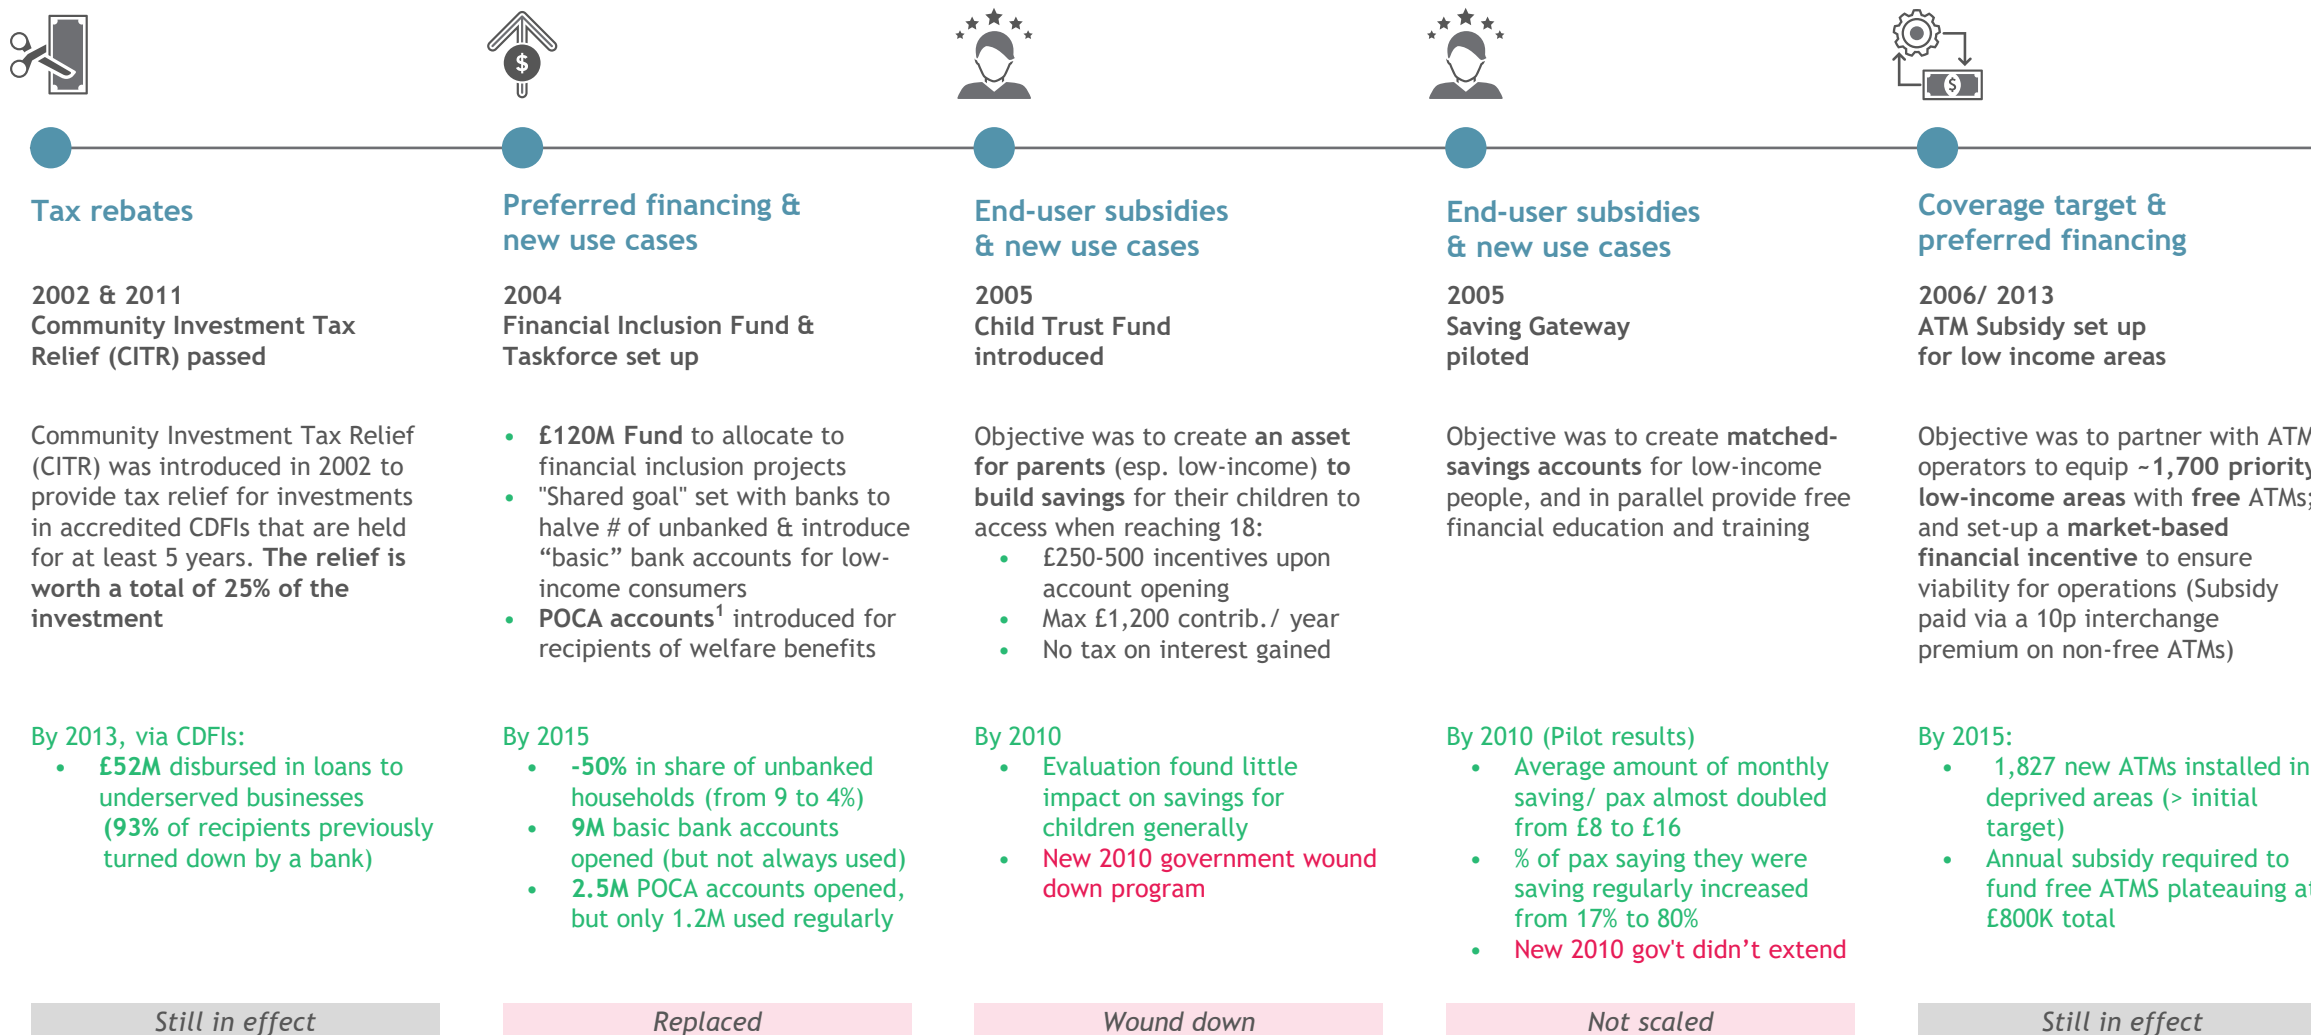 Tax rebates
2002 & 2011
Community Investment Tax
Relief (CITR) passed
Community Investment Tax Relief
(CITR) was introduced in 2002 to
provide tax relief for investments
in accredited CDFIs that are held
for at least 5 years. The relief is
worth a total of 25% of the
investment
By 2013, via CDFIs:
• £52M disbursed in loans to
underserved businesses
(93% of recipients previously
turned down by a bank)
Still in effect
$
Preferred financing &
new use cases
2004
Financial Inclusion Fund &
Taskforce set up
• £120M Fund to allocate to
financial inclusion projects
• "Shared goal" set with banks to
halve # of unbanked & introduce
“basic” bank accounts for low-
income consumers
• POCA accounts¹ introduced for
recipients of welfare benefits
By 2015
• -50% in share of unbanked
households (from 9 to 4%)
• 9M basic bank accounts
opened (but not always used)
• 2.5M POCA accounts opened,
but only 1.2M used regularly
Replaced
End-user subsidies
& new use cases
2005
Child Trust Fund
introduced
Objective was to create an asset
for parents (esp. low-income) to
build savings for their children to
access when reaching 18:
• £250-500 incentives upon
account opening
• Max £1,200 contrib./ year
• No tax on interest gained
By 2010
• Evaluation found little
impact on savings for
children generally
• New 2010 government wound
down program
Wound down
End-user subsidies
& new use cases
2005
Saving Gateway
piloted
Objective was to create matched-
savings accounts for low-income
people, and in parallel provide free
financial education and training
By 2010 (Pilot results)
• Average amount of monthly
saving/ pax almost doubled
from £8 to £16
• % of pax saying they were
saving regularly increased
from 17% to 80%
• New 2010 gov't didn’t extend
Not scaled
$
Coverage target &
preferred financing
2006/ 2013
ATM Subsidy set up
for low income areas
Objective was to partner with ATM
operators to equip ~1,700 priority
low-income areas with free ATMs;
and set-up a market-based
financial incentive to ensure
viability for operations (Subsidy
paid via a 10p interchange
premium on non-free ATMs)
By 2015:
• 1,827 new ATMs installed in
deprived areas (> initial
target)
• Annual subsidy required to
fund free ATMS plateauing at
£800K total
Still in effect